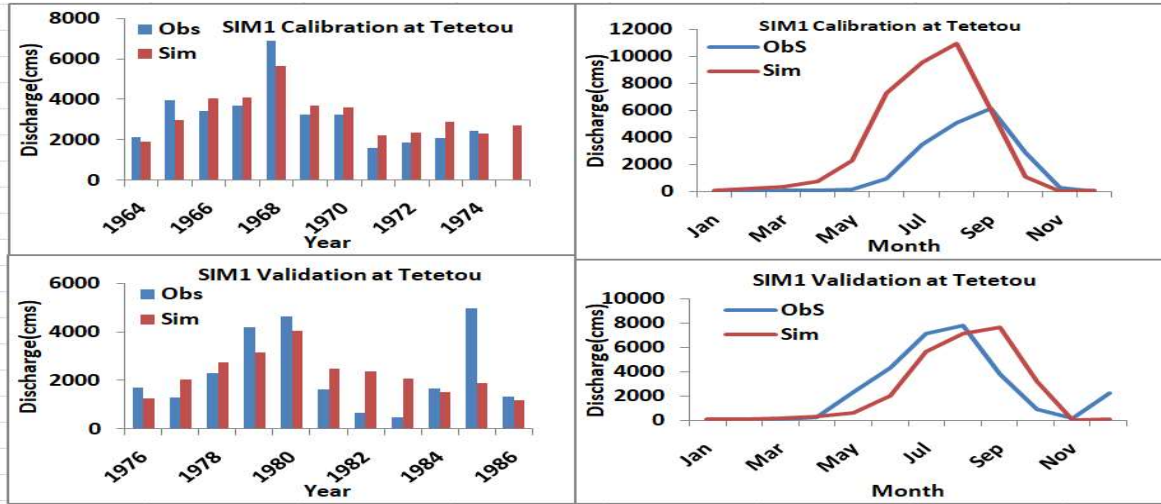 SIM1 Calibration at Tetetou
Obs
Sim
Discharge(cms)
8000
6000
4000
2000
0
1964
1966
1968
1970
1972
1974
Year
SIM1 Calibration at Tetetou
ObS
Sim
Discharge(cms)
12000
10000
8000
6000
4000
2000
0
Jan
Mar
May
Jul
Sep
Nov
Month
SIM1 Validation at Tetetou
Obs
Sim
Discharge(cms)
6000
4000
2000
0
1976
1978
1980
1982
1984
1986
Year
SIM1 Validation at Tetetou
ObS
Sim
Discharge(cms)
10000
8000
6000
4000
2000
0
Jan
Mar
May
Jul
Sep
Nov
Month